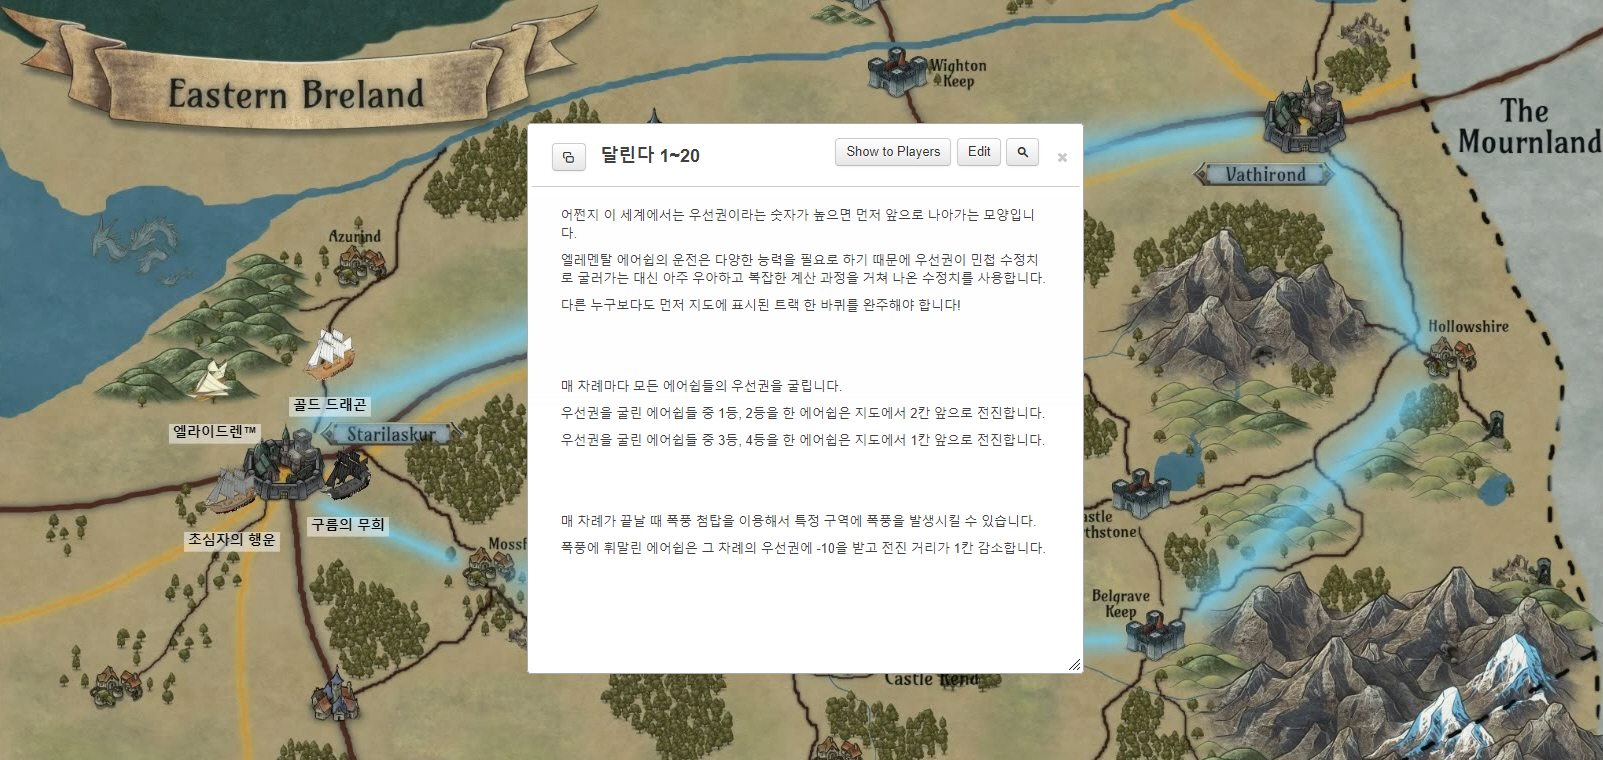 Eastern Breland
Wighton
Keep
The
Mournland
Vathirond
Azurind
Hollowshire
골드 드래곤
엘라이드렌™
Starilaskur
초심자의 행운
구름의 무희
Mossf
Castle
rthstone
Belgrave
Keep
Castle Rend
달린다 1~20
Show to Players
Edit
어쩐지 이 세계에서는 우선권이라는 숫자가 높으면 먼저 앞으로 나아가는 모양입니
다.
엘레멘탈 에어쉽의 운전은 다양한 능력을 필요로 하기 때문에 우선권이 민첩 수정치
로 굴러가는 대신 아주 우아하고 복잡한 계산 과정을 거쳐 나온 수정치를 사용합니다.
다른 누구보다도 먼저 지도에 표시된 트랙 한 바퀴를 완주해야 합니다!
매 차례마다 모든 에어쉽들의 우선권을 굴립니다.
우선권을 굴린 에어쉽들 중 1등, 2등을 한 에어쉽은 지도에서 2칸 앞으로 전진합니다.
우선권을 굴린 에어쉽들 중 3등, 4등을 한 에어쉽은 지도에서 1칸 앞으로 전진합니다.
매 차례가 끝날 때 폭풍 첨탑을 이용해서 특정 구역에 폭풍을 발생시킬 수 있습니다.
폭풍에 휘말린 에어쉽은 그 차례의 우선권에 -10을 받고 전진 거리가 1칸 감소합니다.